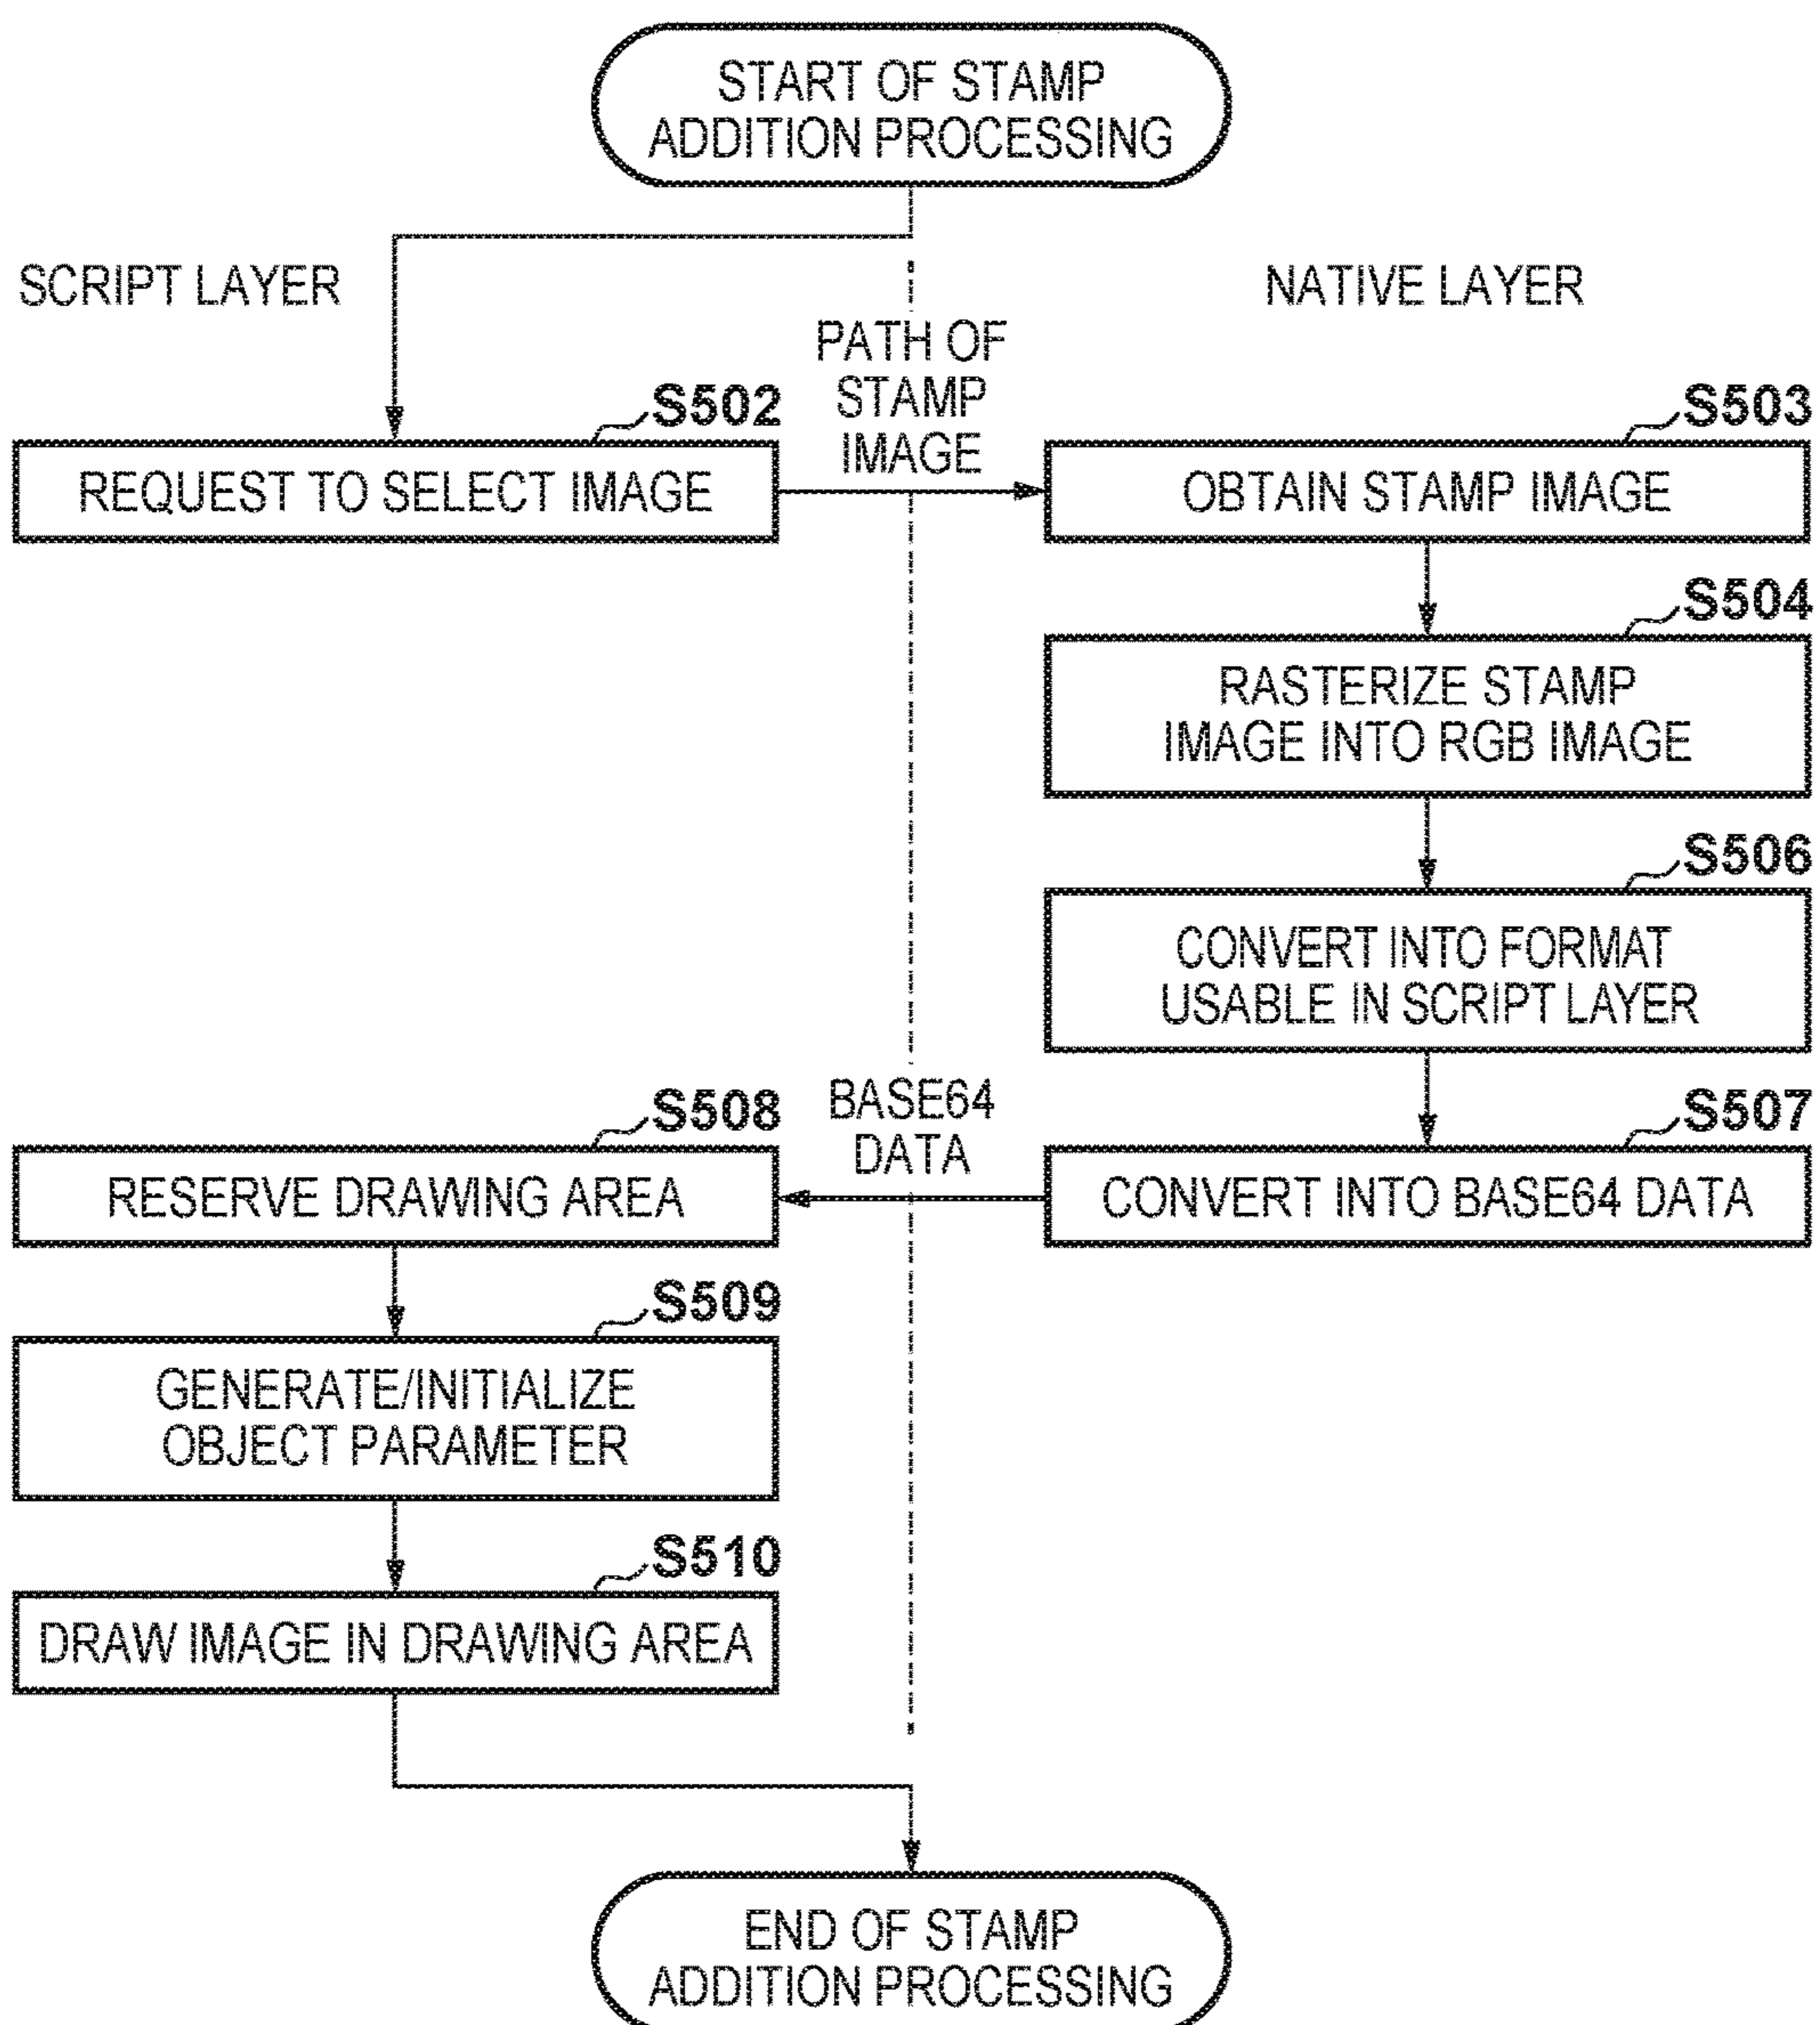 START OF STAMP
ADDITION PROCESSING
SCRIPT LAYER
NATIVE LAYER
PATH OF
STAMP
IMAGE
S502
REQUEST TO SELECT IMAGE
S503
OBTAIN STAMP IMAGE
S504
RASTERIZE STAMP
IMAGE INTO RGB IMAGE
S506
CONVERT INTO FORMAT
USABLE IN SCRIPT LAYER
S507
CONVERT INTO BASE64 DATA
BASE64
DATA
S508
RESERVE DRAWING AREA
S509
GENERATE/INITIALIZE
OBJECT PARAMETER
S510
DRAW IMAGE IN DRAWING AREA
END OF STAMP
ADDITION PROCESSING